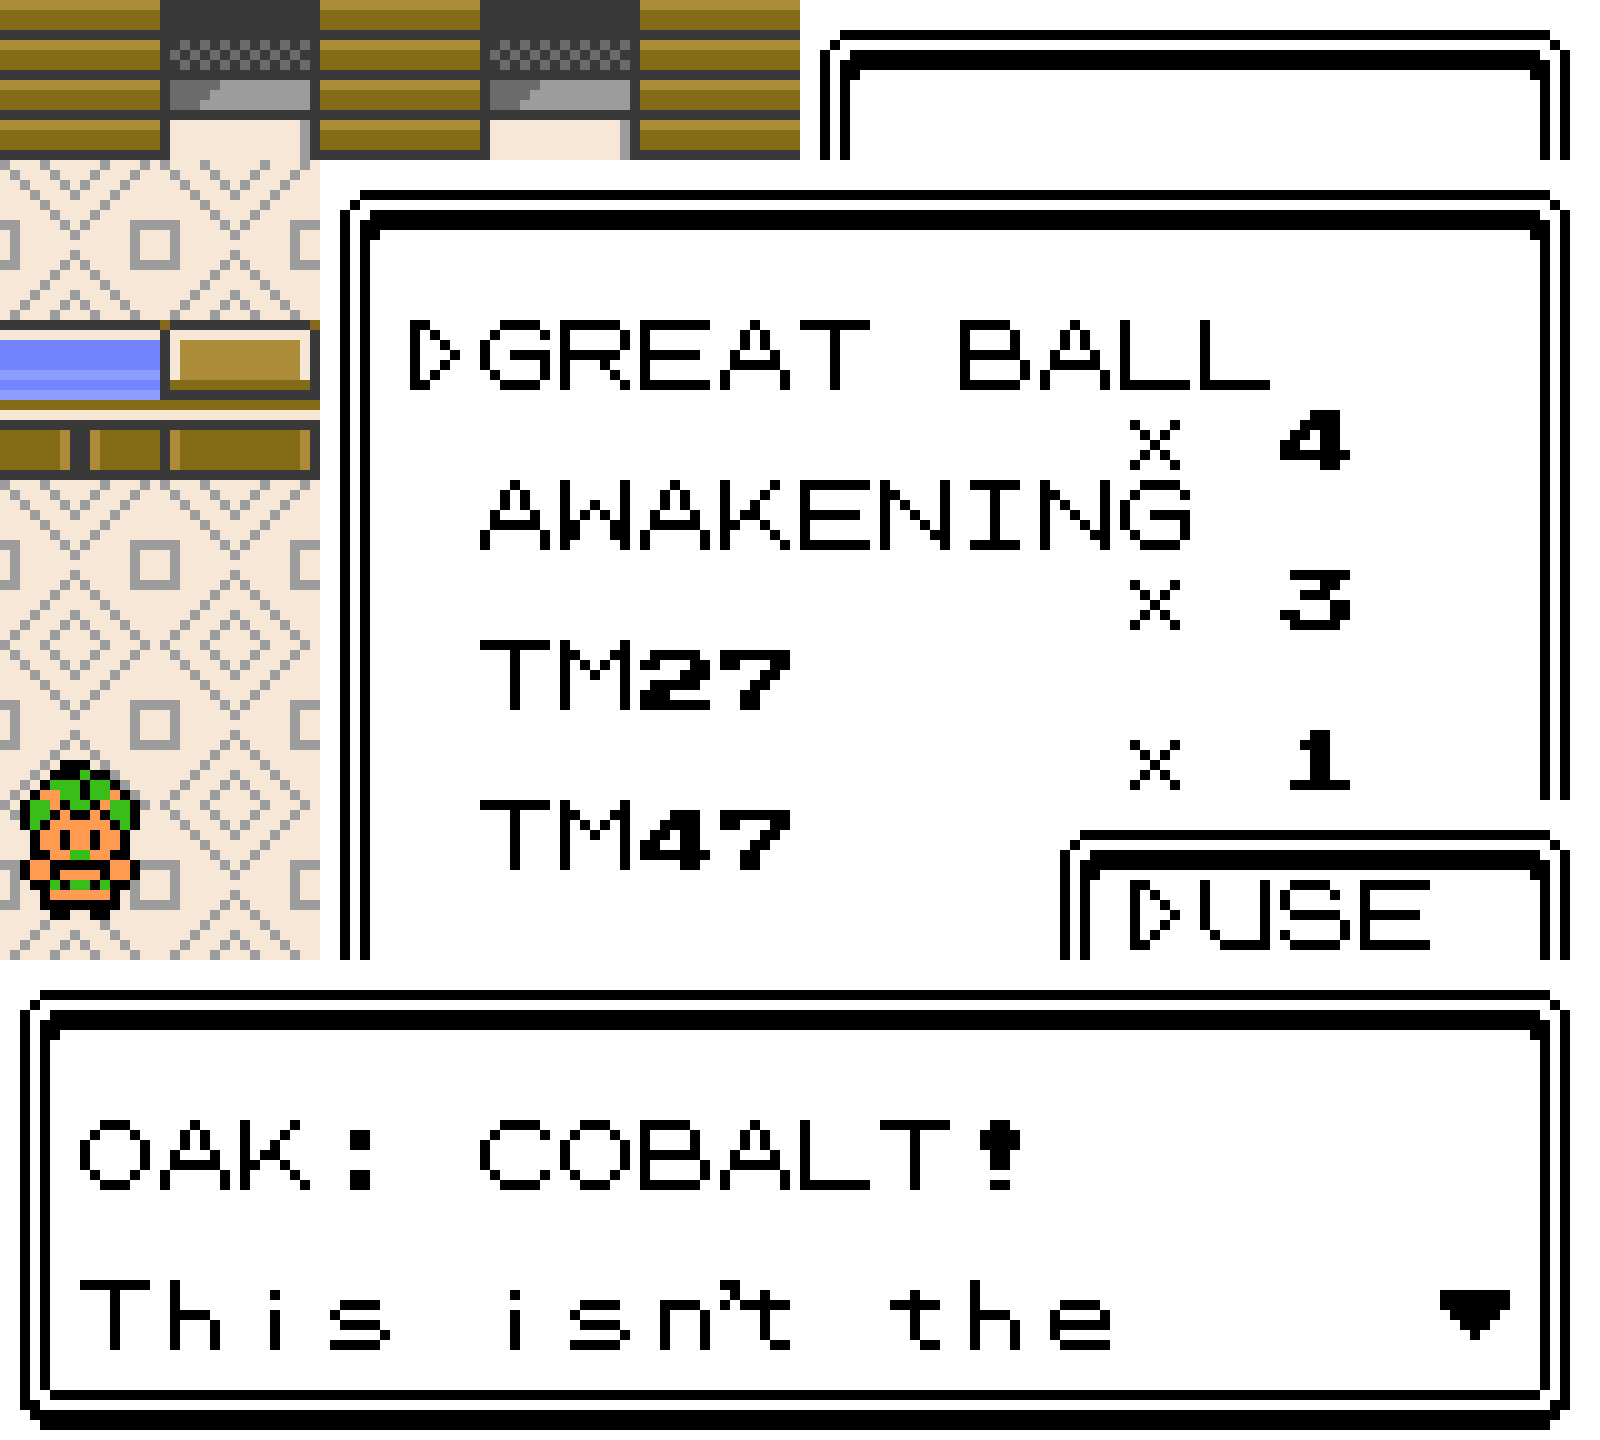 ▷GREAT BALL
× 4
AWAKENING
× 3
TM27
× 1
TM47
▷USE
OAK: COBALT!
This isn't the ▼